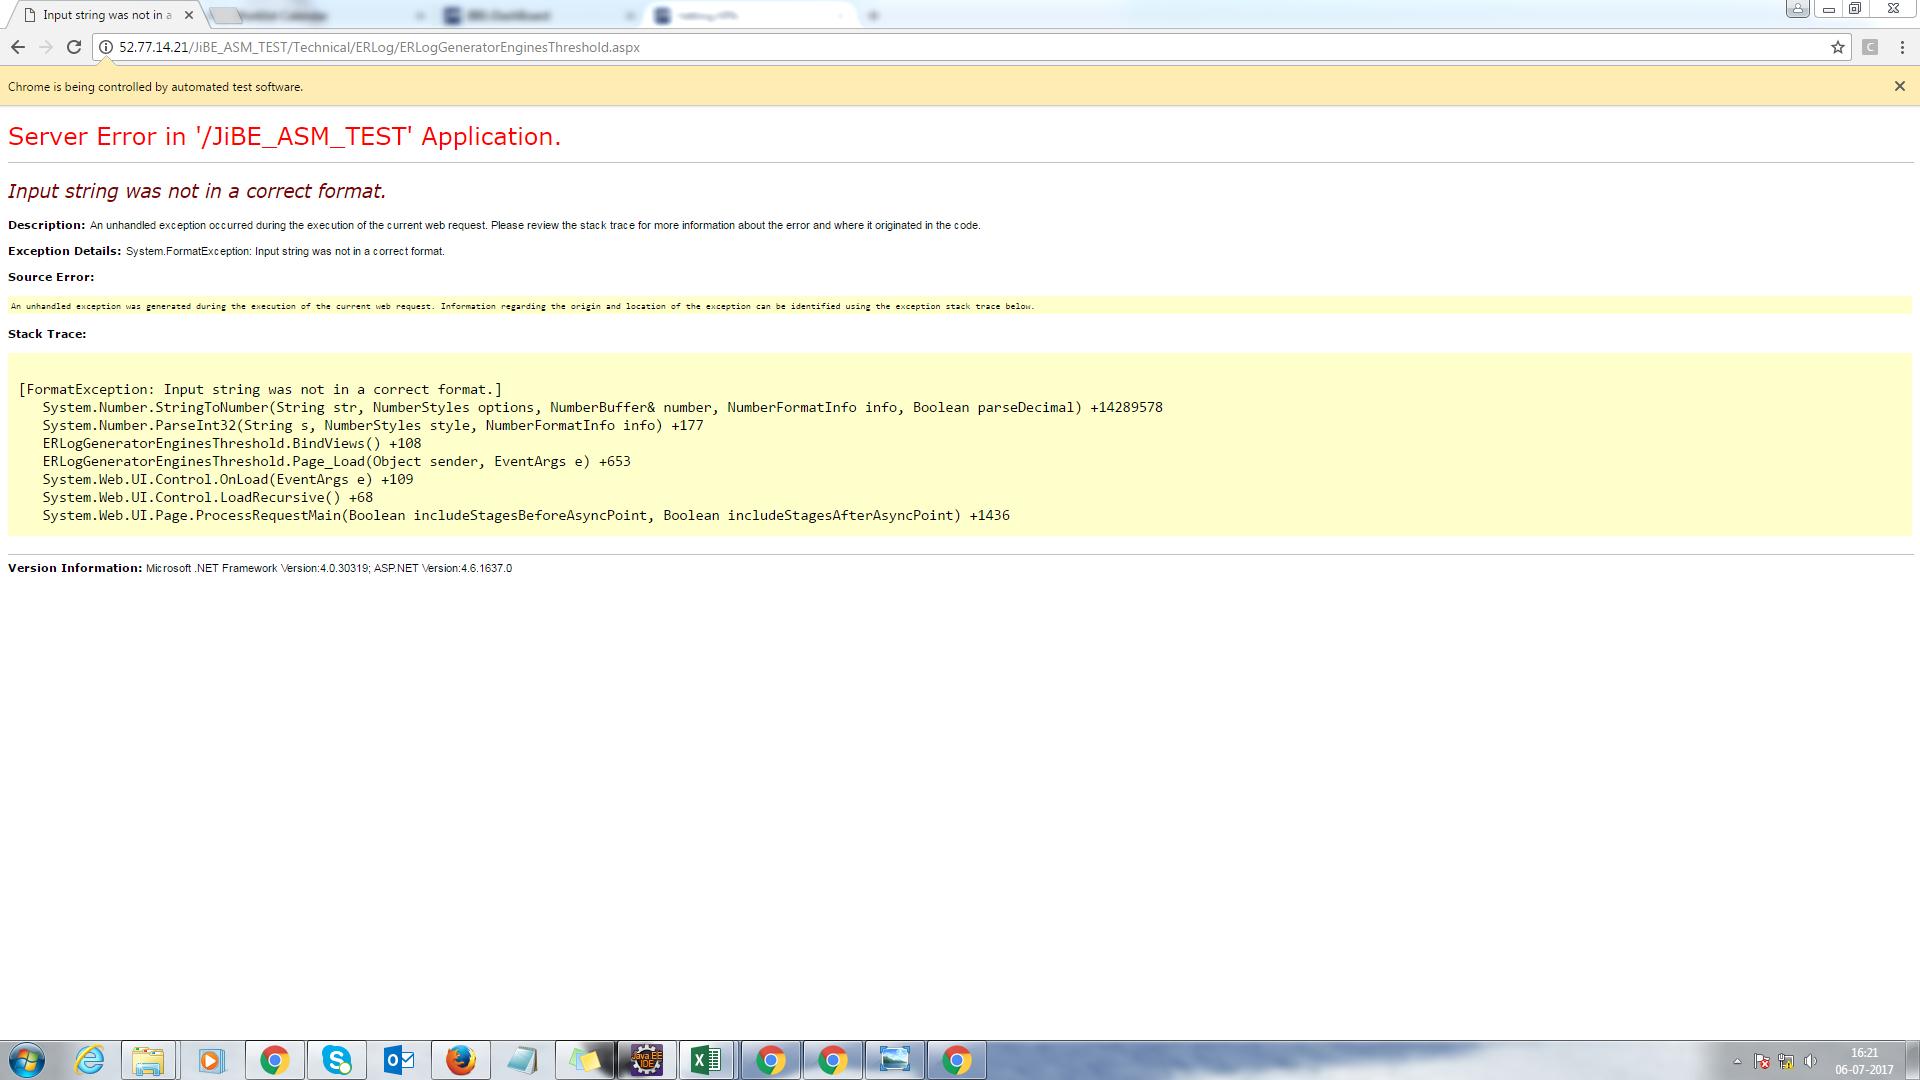 Input string was not in a
52.77.14.21/JiBE_ASM_TEST/Technical/ERLog/ERLogGeneratorEnginesThreshold.aspx
C
Chrome is being controlled by automated test software.
Server Error in '/JiBE_ASM_TEST' Application.
Input string was not in a correct format.
Description: An unhandled exception occurred during the execution of the current web request. Please review the stack trace for more information about the error and where it originated in the code.
Exception Details: System.FormatException: Input string was not in a correct format.
Source Error:
An unhandled exception was generated during the execution of the current web request. Information regarding the origin and location of the exception can be identified using the exception stack trace below.
Stack Trace:
[FormatException: Input string was not in a correct format.]
System.Number.StringToNumber(String str, NumberStyles options, NumberBuffer& number, NumberFormatInfo info, Boolean parseDecimal) +14289578
System.Number.ParseInt32(String s, NumberStyles style, NumberFormatInfo info) +177
ERLogGeneratorEnginesThreshold.BindViews() +108
ERLogGeneratorEnginesThreshold.Page_Load(Object sender, EventArgs e) +653
System.Web.UI.Control.OnLoad(EventArgs e) +109
System.Web.UI.Control.LoadRecursive() +68
System.Web.UI.Page.ProcessRequestMain(Boolean includeStagesBeforeAsyncPoint, Boolean includeStagesAfterAsyncPoint) +1436
Version Information: Microsoft .NET Framework Version:4.0.30319; ASP.NET Version:4.6.1637.0
Java EE
IDE
16:21
06-07-2017